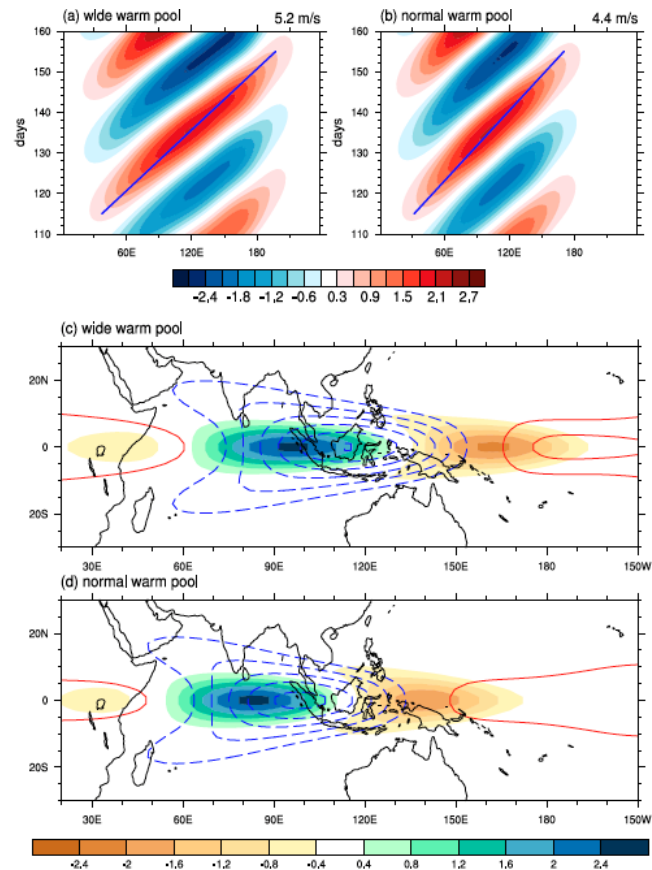 (a) wide warm pool 5.2 m/s (b) normal warm pool 4.4 m/s
160 160
150 150
140 140
130 130
120 120
110 110
days days
60E 120E 180 60E 120E 180
-2.4 -1.8 -1.2 -0.6 0.3 0.9 1.5 2.1 2.7
(c) wide warm pool
20N
0
20S
30E 60E 90E 120E 150E 180 150W
(d) normal warm pool
20N
0
20S
30E 60E 90E 120E 150E 180 150W
-2.4 -2 -1.6 -1.2 -0.8 -0.4 0.4 0.8 1.2 1.6 2 2.4